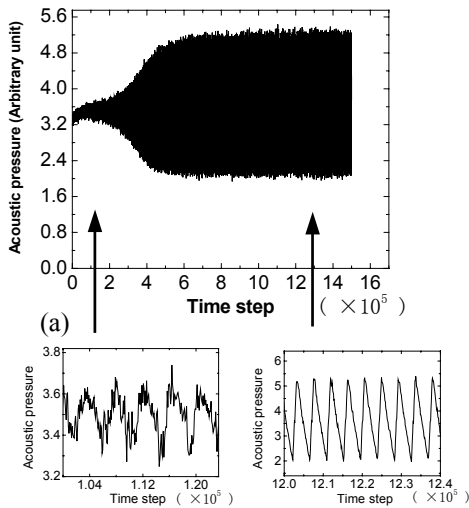 Acoustic pressure (Arbitrary unit)
5.6
4.8
4.0
3.2
2.4
1.6
0.8
0.0
0 2 4 6 8 10 12 14 16
Time step ( ×10⁵ )
(a)
Acoustic pressure
3.8
3.6
3.4
3.2
1.04 1.12 1.20
Time step ( ×10⁵ )
Acoustic pressure
6
5
4
3
2
12.0 12.1 12.2 12.3 12.4
Time step ( ×10⁵ )